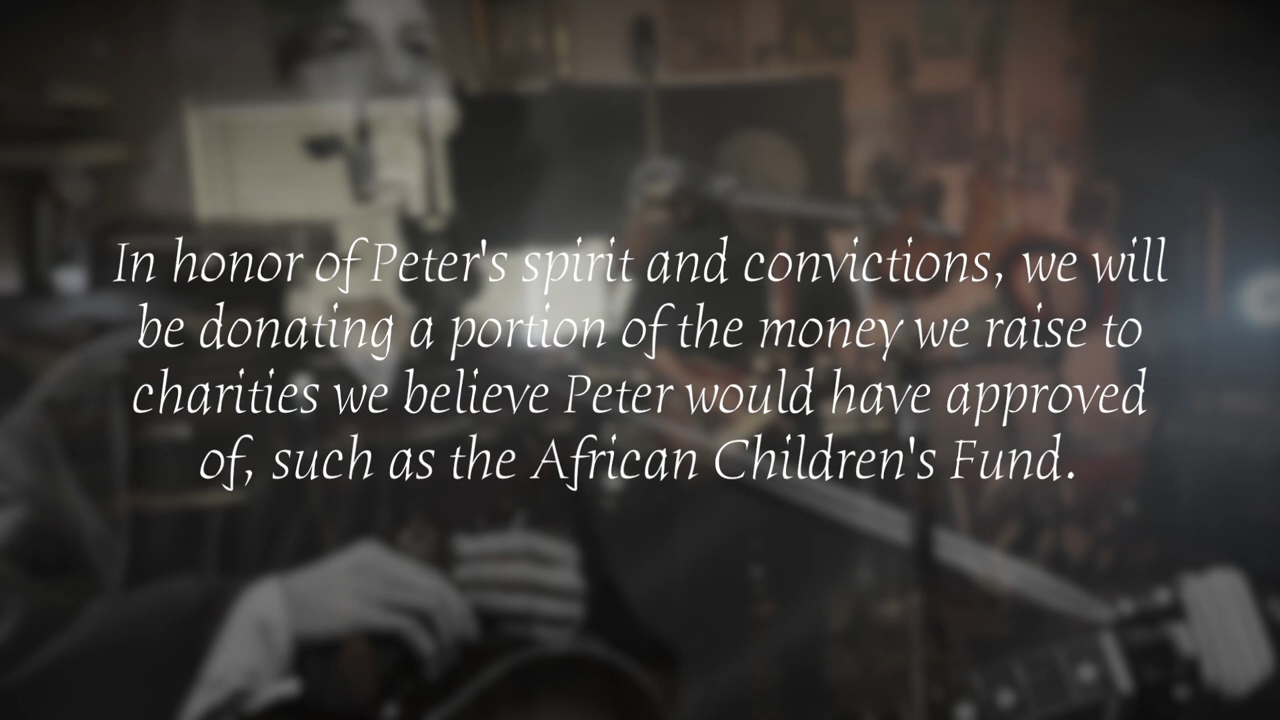 In honor of Peter's spirit and convictions, we will
be donating a portion of the money we raise to
charities we believe Peter would have approved
of, such as the African Children's Fund.